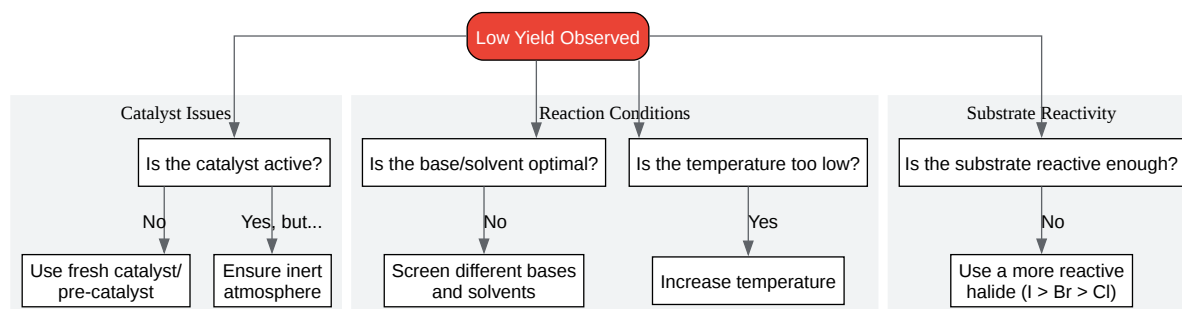 Low Yield Observed
Catalyst Issues
Reaction Conditions
Substrate Reactivity
Is the catalyst active?
Is the base/solvent optimal?
Is the temperature too low?
Is the substrate reactive enough?
No
Yes, but...
No
Yes
No
Use fresh catalyst/
pre-catalyst
Ensure inert
atmosphere
Screen different bases
and solvents
Increase temperature
Use a more reactive
halide (I > Br > Cl)